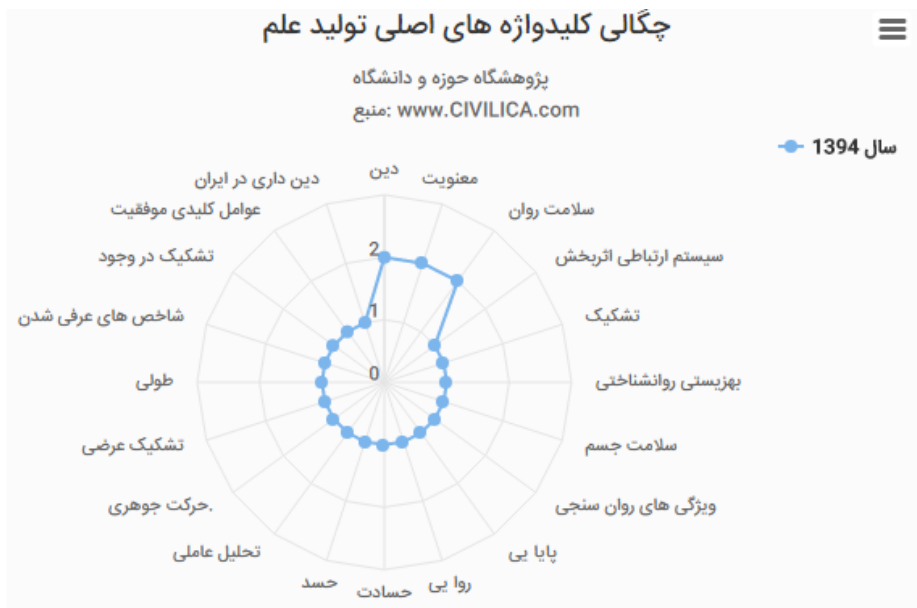 چگالی کلیدواژه های اصلی تولید علم
پژوهشگاه حوزه و دانشگاه
منبع: www.CIVILICA.com
سال 1394
دین
معنویت
سلامت روان
سیستم ارتباطی اثربخش
تشکیک
بهزیستی روانشناختی
سلامت جسم
ویژگی های روان سنجی
پایا یی
روا یی
حسادت
حسد
تحلیل عاملی
حرکت جوهری.
تشکیک عرضی
طولی
شاخص های عرفی شدن
تشکیک در وجود
عوامل کلیدی موفقیت
دین داری در ایران
2
1
0